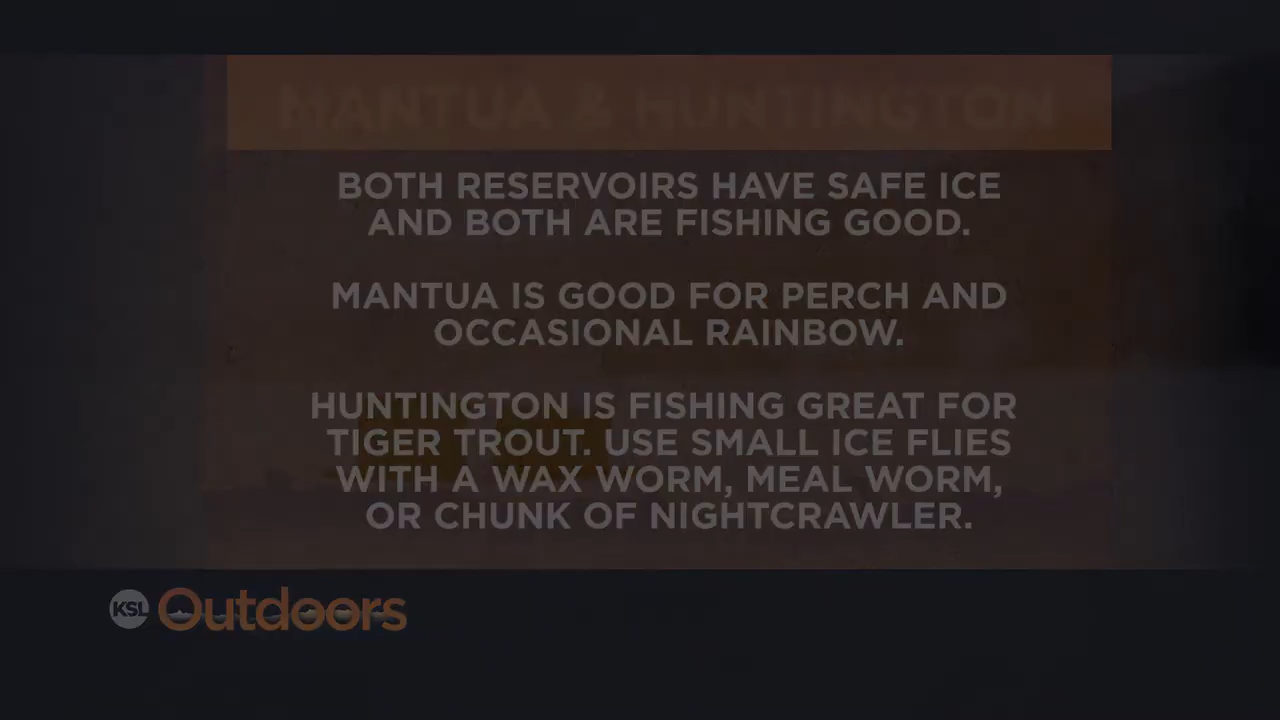 MANTUA & HUNTINGTON
BOTH RESERVOIRS HAVE SAFE ICE
AND BOTH ARE FISHING GOOD.
MANTUA IS GOOD FOR PERCH AND
OCCASIONAL RAINBOW.
HUNTINGTON IS FISHING GREAT FOR
TIGER TROUT. USE SMALL ICE FLIES
WITH A WAX WORM, MEAL WORM,
OR CHUNK OF NIGHTCRAWLER.
KSL Outdoors